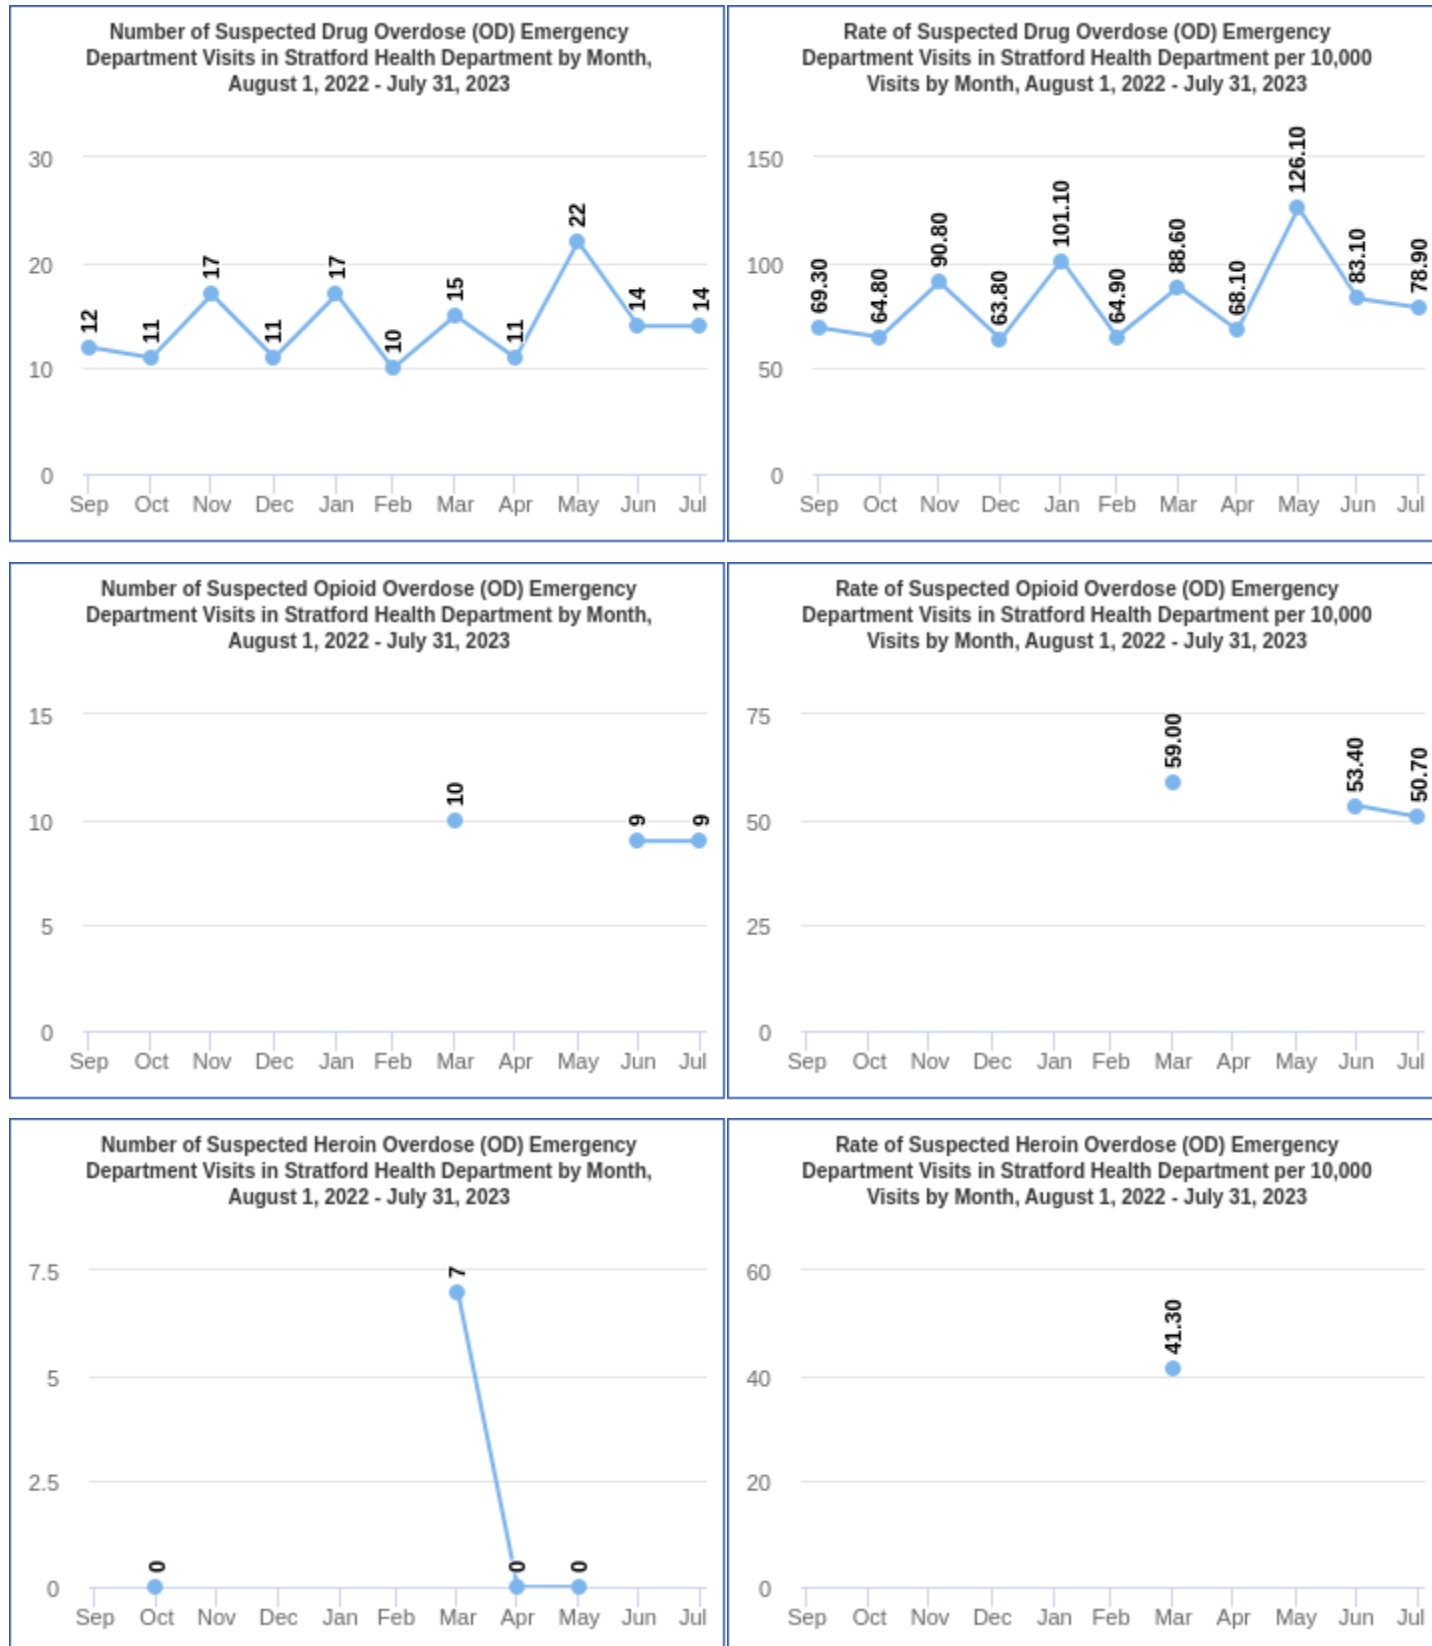 Number of Suspected Drug Overdose (OD) Emergency
Department Visits in Stratford Health Department by Month,
August 1, 2022 - July 31, 2023
30
20
10
0
12
11
17
11
17
10
15
11
22
14
14
Sep Oct Nov Dec Jan Feb Mar Apr May Jun Jul
Rate of Suspected Drug Overdose (OD) Emergency
Department Visits in Stratford Health Department per 10,000
Visits by Month, August 1, 2022 - July 31, 2023
150
100
50
0
69.30
64.80
90.80
63.80
101.10
64.90
88.60
68.10
126.10
83.10
78.90
Sep Oct Nov Dec Jan Feb Mar Apr May Jun Jul
Number of Suspected Opioid Overdose (OD) Emergency
Department Visits in Stratford Health Department by Month,
August 1, 2022 - July 31, 2023
15
10
5
0
10
9
9
Sep Oct Nov Dec Jan Feb Mar Apr May Jun Jul
Rate of Suspected Opioid Overdose (OD) Emergency
Department Visits in Stratford Health Department per 10,000
Visits by Month, August 1, 2022 - July 31, 2023
75
50
25
0
59.00
53.40
50.70
Sep Oct Nov Dec Jan Feb Mar Apr May Jun Jul
Number of Suspected Heroin Overdose (OD) Emergency
Department Visits in Stratford Health Department by Month,
August 1, 2022 - July 31, 2023
7.5
5
2.5
0
0
7
0
0
Sep Oct Nov Dec Jan Feb Mar Apr May Jun Jul
Rate of Suspected Heroin Overdose (OD) Emergency
Department Visits in Stratford Health Department per 10,000
Visits by Month, August 1, 2022 - July 31, 2023
60
40
20
0
41.30
Sep Oct Nov Dec Jan Feb Mar Apr May Jun Jul